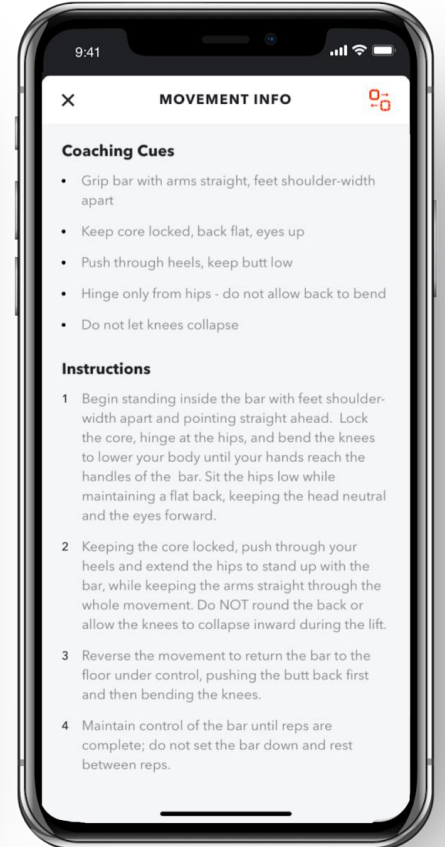 9:41
MOVEMENT INFO
Coaching Cues
• Grip bar with arms straight, feet shoulder-width
apart
• Keep core locked, back flat, eyes up
• Push through heels, keep butt low
• Hinge only from hips - do not allow back to bend
• Do not let knees collapse
Instructions
1 Begin standing inside the bar with feet shoulder-
width apart and pointing straight ahead. Lock
the core, hinge at the hips, and bend the knees
to lower your body until your hands reach the
handles of the bar. Sit the hips low while
maintaining a flat back, keeping the head neutral
and the eyes forward.
2 Keeping the core locked, push through your
heels and extend the hips to stand up with the
bar, while keeping the arms straight through the
whole movement. Do NOT round the back or
allow the knees to collapse inward during the lift.
3 Reverse the movement to return the bar to the
floor under control, pushing the butt back first
and then bending the knees.
4 Maintain control of the bar until reps are
complete; do not set the bar down and rest
between reps.